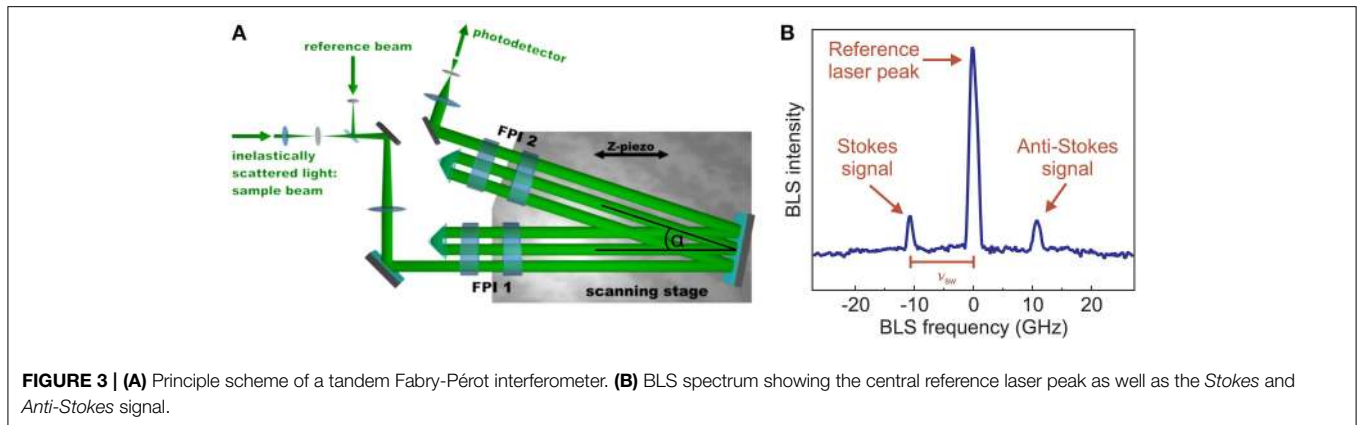 A
reference beam
photodetector
inelastically
scattered light:
sample beam
FPI 2
Z-piezo
α
FPI 1
scanning stage
B
Reference
laser peak
Stokes
signal
Anti-Stokes
signal
BLS intensity
νsw
-20 -10 0 10 20
BLS frequency (GHz)
FIGURE 3 | (A) Principle scheme of a tandem Fabry-Pérot interferometer. (B) BLS spectrum showing the central reference laser peak as well as the Stokes and
Anti-Stokes signal.